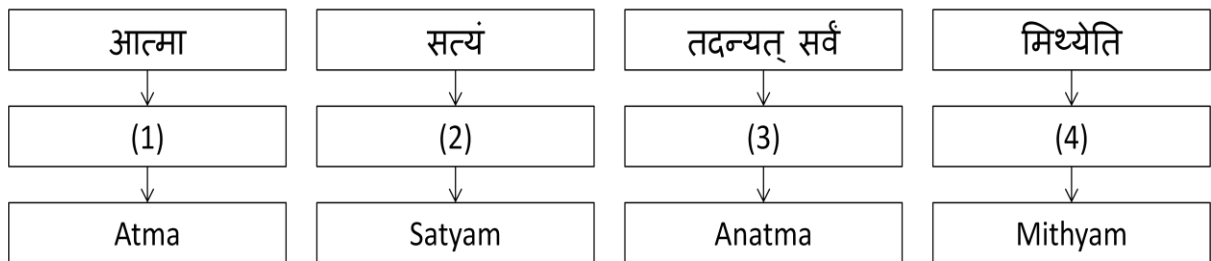 आत्मा सत्यं तदन्यत् सर्वं मिथ्येति
(1) (2) (3) (4)
Atma Satyam Anatma Mithyam